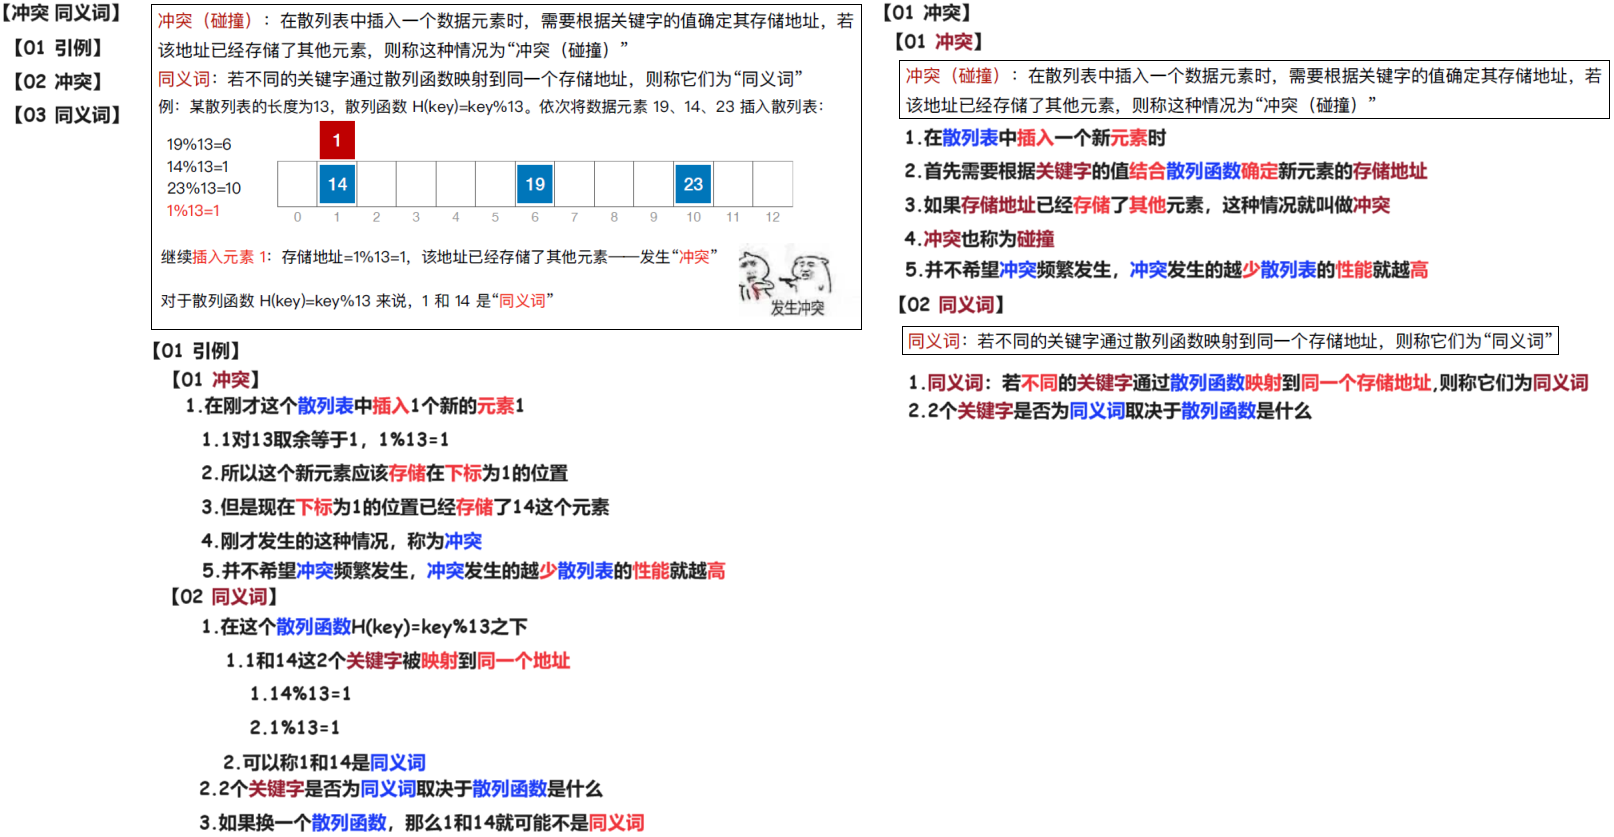 【冲突 同义词】
【01 引例】
【02 冲突】
【03 同义词】
冲突（碰撞）：在散列表中插入一个数据元素时，需要根据关键字的值确定其存储地址，若
该地址已经存储了其他元素，则称这种情况为“冲突（碰撞）”
同义词：若不同的关键字通过散列函数映射到同一个存储地址，则称它们为“同义词”
例：某散列表的长度为13，散列函数 H(key)=key%13。依次将数据元素 19、14、23 插入散列表：
19%13=6
14%13=1
23%13=10
1%13=1
1
14 19 23
0 1 2 3 4 5 6 7 8 9 10 11 12
继续插入元素 1：存储地址=1%13=1，该地址已经存储了其他元素——发生“冲突”
对于散列函数 H(key)=key%13 来说，1 和 14 是“同义词”
发生冲突
【01 引例】
【01 冲突】
1.在刚才这个散列表中插入1个新的元素1
1.1对13取余等于1，1%13=1
2.所以这个新元素应该存储在下标为1的位置
3.但是现在下标为1的位置已经存储了14这个元素
4.刚才发生的这种情况，称为冲突
5.并不希望冲突频繁发生，冲突发生的越少散列表的性能就越高
【02 同义词】
1.在这个散列函数H(key)=key%13之下
1.1和14这2个关键字被映射到同一个地址
1.14%13=1
2.1%13=1
2.可以称1和14是同义词
2.2个关键字是否为同义词取决于散列函数是什么
3.如果换一个散列函数，那么1和14就可能不是同义词
【01 冲突】
【01 冲突】
冲突（碰撞）：在散列表中插入一个数据元素时，需要根据关键字的值确定其存储地址，若
该地址已经存储了其他元素，则称这种情况为“冲突（碰撞）”
1.在散列表中插入一个新元素时
2.首先需要根据关键字的值结合散列函数确定新元素的存储地址
3.如果存储地址已经存储了其他元素，这种情况就叫做冲突
4.冲突也称为碰撞
5.并不希望冲突频繁发生，冲突发生的越少散列表的性能就越高
【02 同义词】
同义词：若不同的关键字通过散列函数映射到同一个存储地址，则称它们为“同义词”
1.同义词：若不同的关键字通过散列函数映射到同一个存储地址,则称它们为同义词
2.2个关键字是否为同义词取决于散列函数是什么